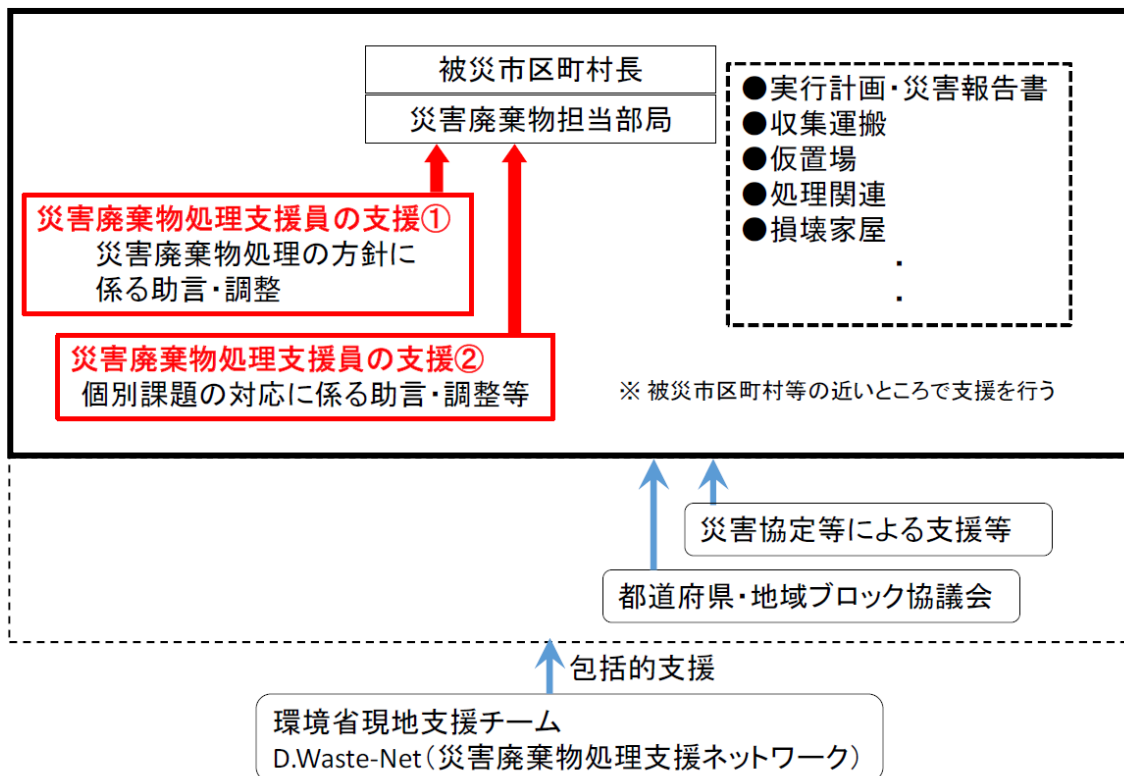 被災市区町村長
災害廃棄物担当部局
●実行計画・災害報告書
●収集運搬
●仮置場
●処理関連
●損壊家屋
・
・
災害廃棄物処理支援員の支援①
災害廃棄物処理の方針に
係る助言・調整
災害廃棄物処理支援員の支援②
個別課題の対応に係る助言・調整等
※ 被災市区町村等の近いところで支援を行う
災害協定等による支援等
都道府県・地域ブロック協議会
包括的支援
環境省現地支援チーム
D.Waste-Net(災害廃棄物処理支援ネットワーク)